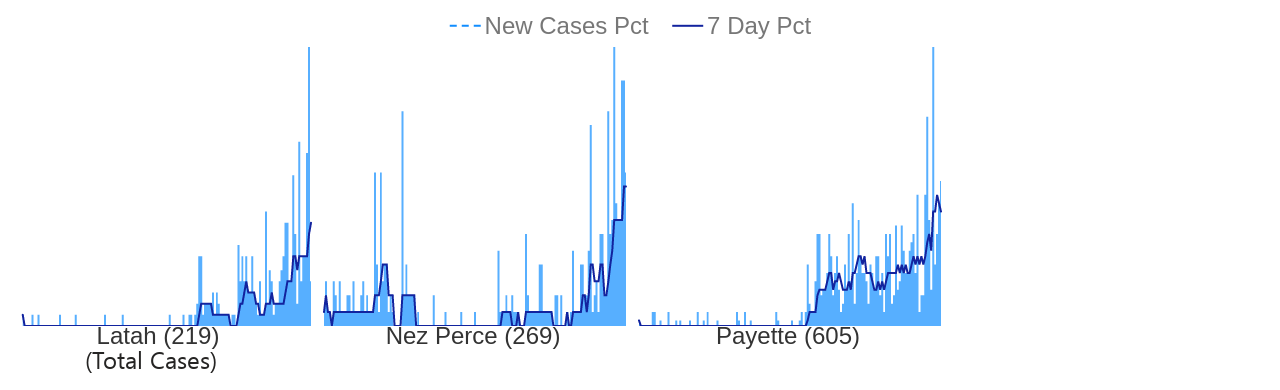 New Cases Pct 7 Day Pct
Latah (219) Nez Perce (269) Payette (605)
(Total Cases)